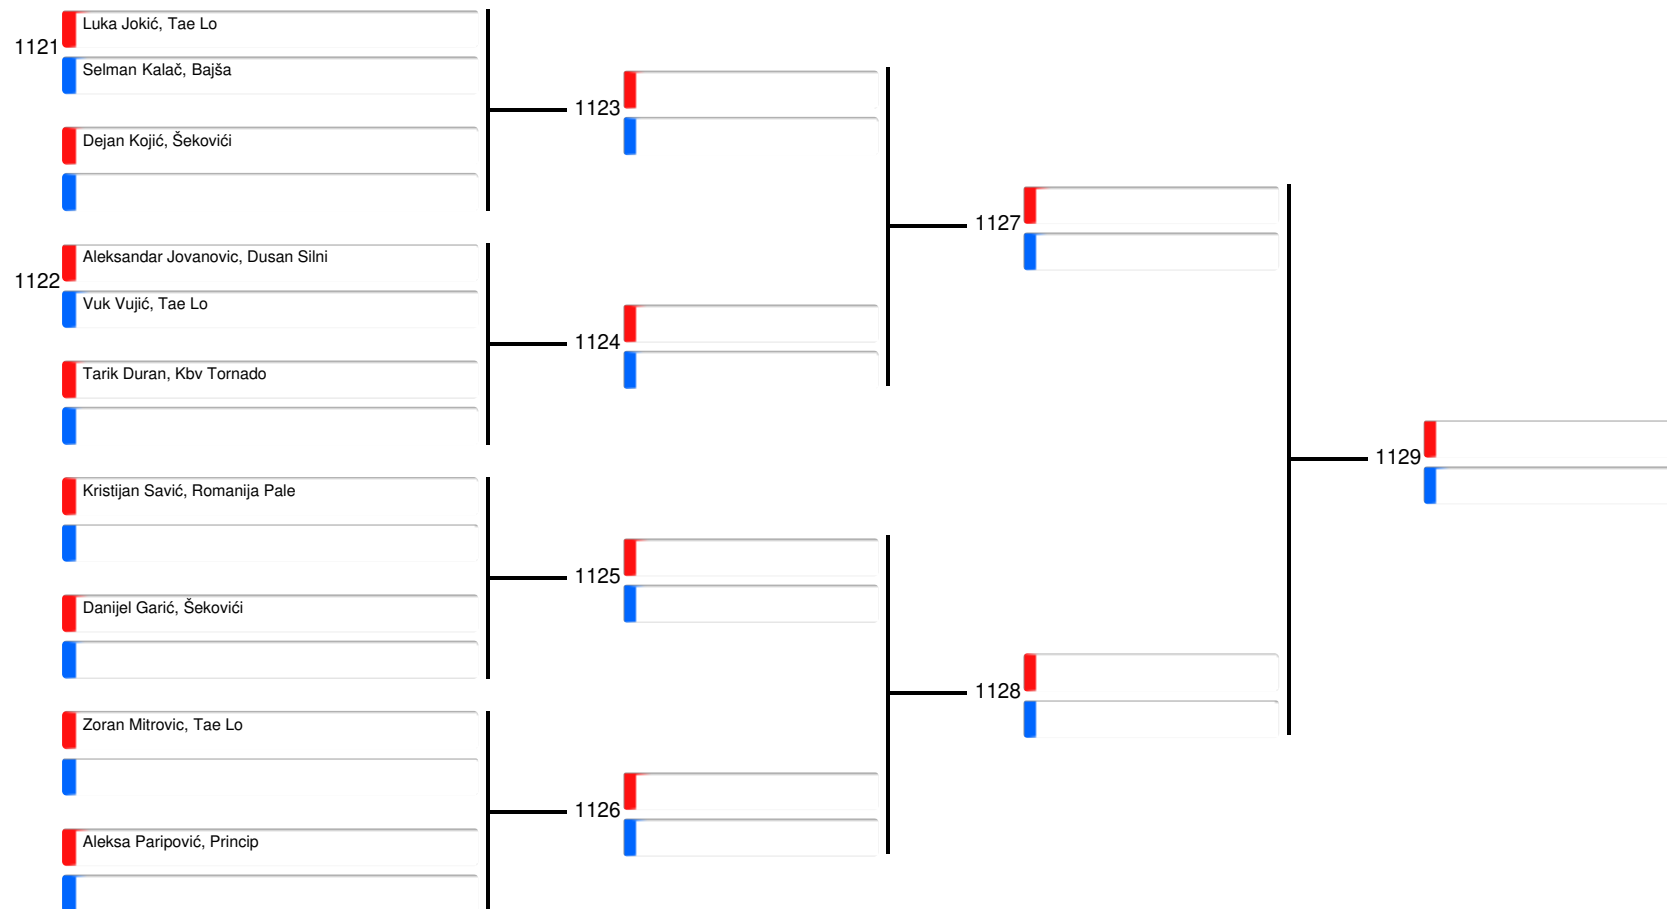 Luka Jokić, Tae Lo
1121
Selman Kalač, Bajša
1123
Dejan Kojić, Šekovići
1127
Aleksandar Jovanovic, Dusan Silni
1122
Vuk Vujić, Tae Lo
1124
Tarik Duran, Kbv Tornado
1129
Kristijan Savić, Romanija Pale
1125
Danijel Garić, Šekovići
1128
Zoran Mitrovic, Tae Lo
1126
Aleksa Paripović, Princip